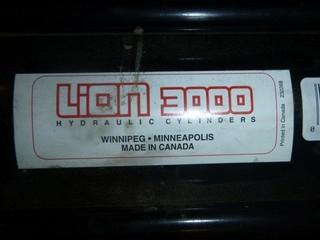 Lion 3000
HYDRAULIC CYLINDERS
WINNIPEG • MINNEAPOLIS
MADE IN CANADA
Printed in Canada